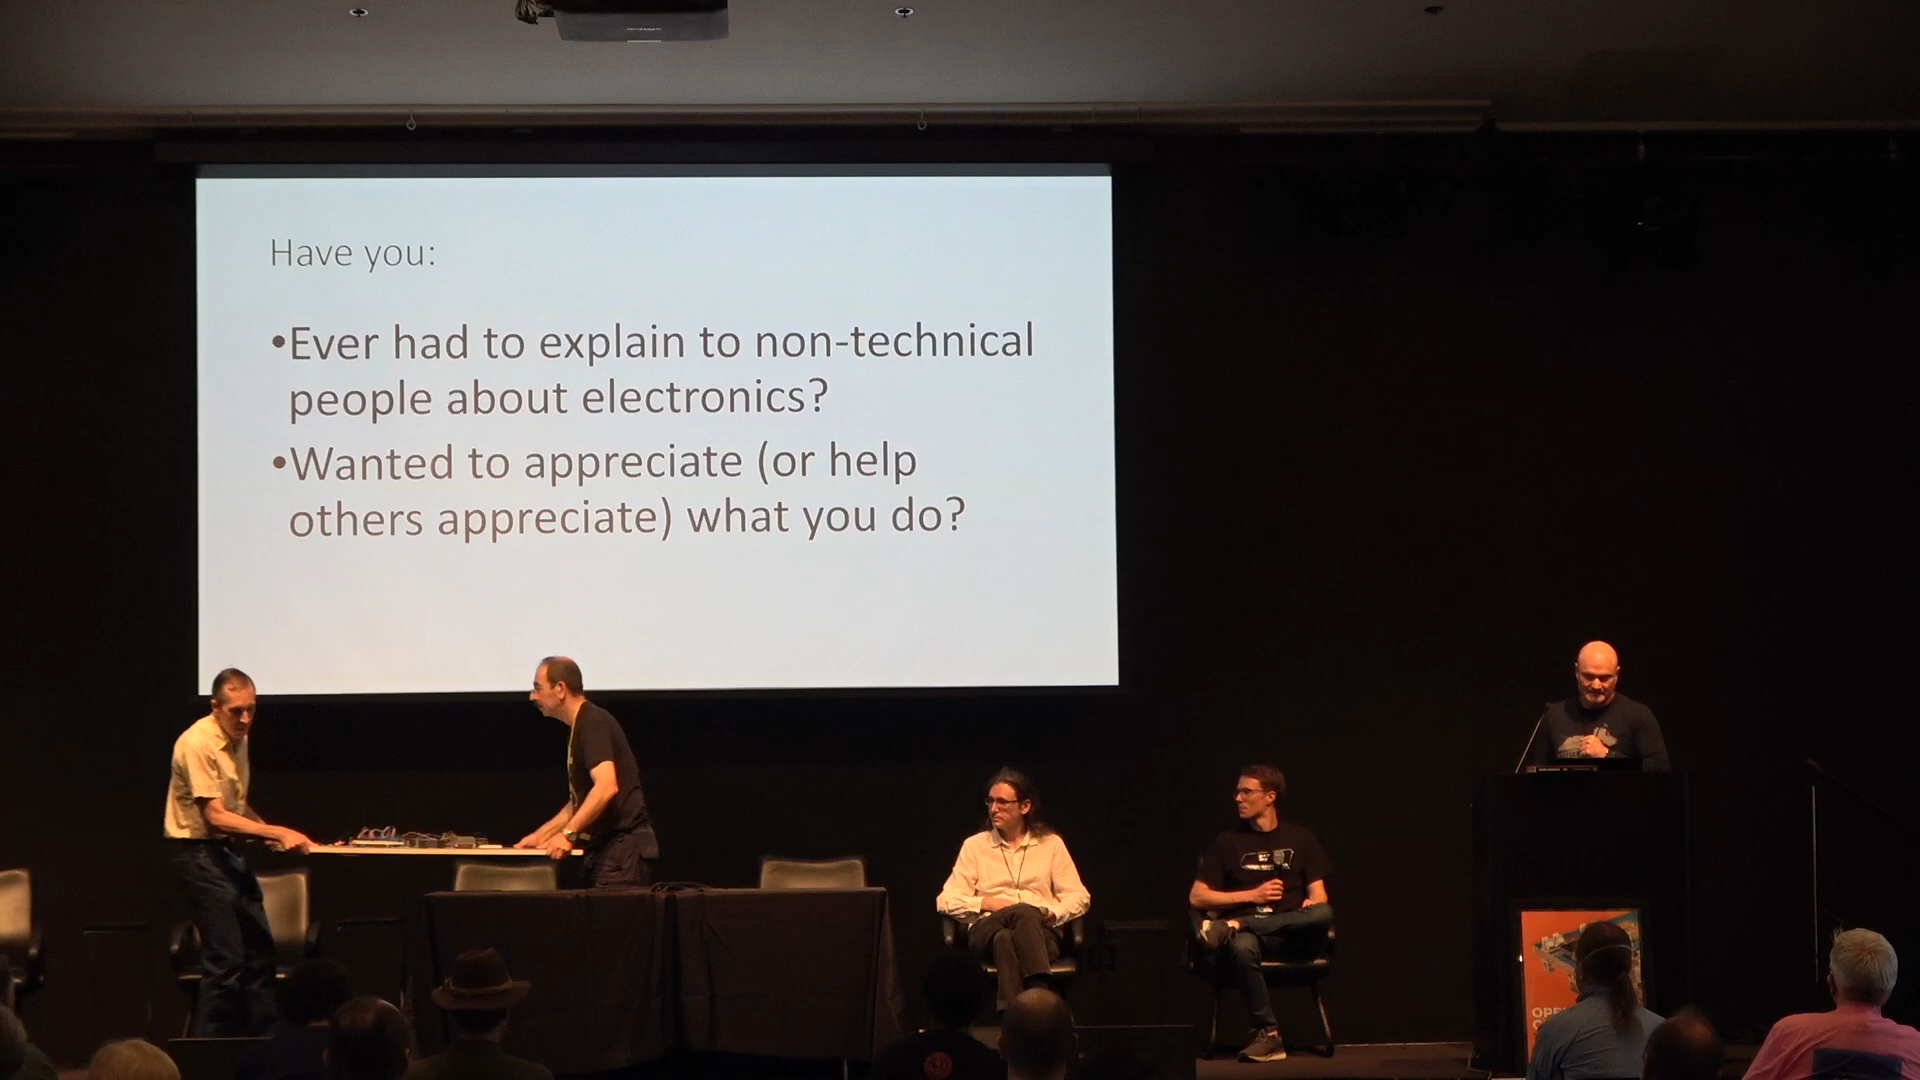 Have you:
•Ever had to explain to non-technical
people about electronics?
•Wanted to appreciate (or help
others appreciate) what you do?